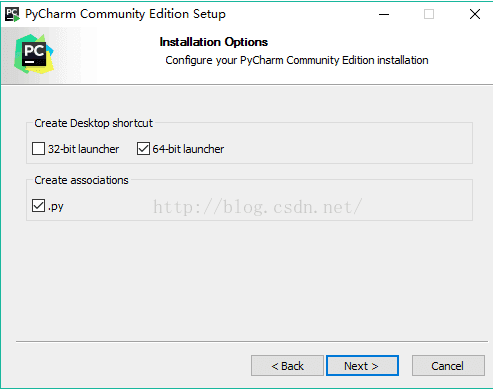 PyCharm Community Edition Setup
PC
Installation Options
Configure your PyCharm Community Edition installation
Create Desktop shortcut
32-bit launcher 64-bit launcher
Create associations
.py
http://blog.csdn.net/
< Back Next > Cancel